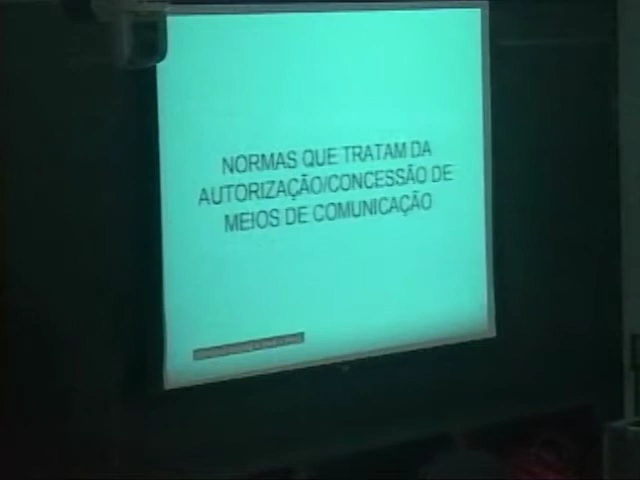 NORMAS QUE TRATAM DA
AUTORIZAÇÃO/CONCESSÃO DE
MEIOS DE COMUNICAÇÃO